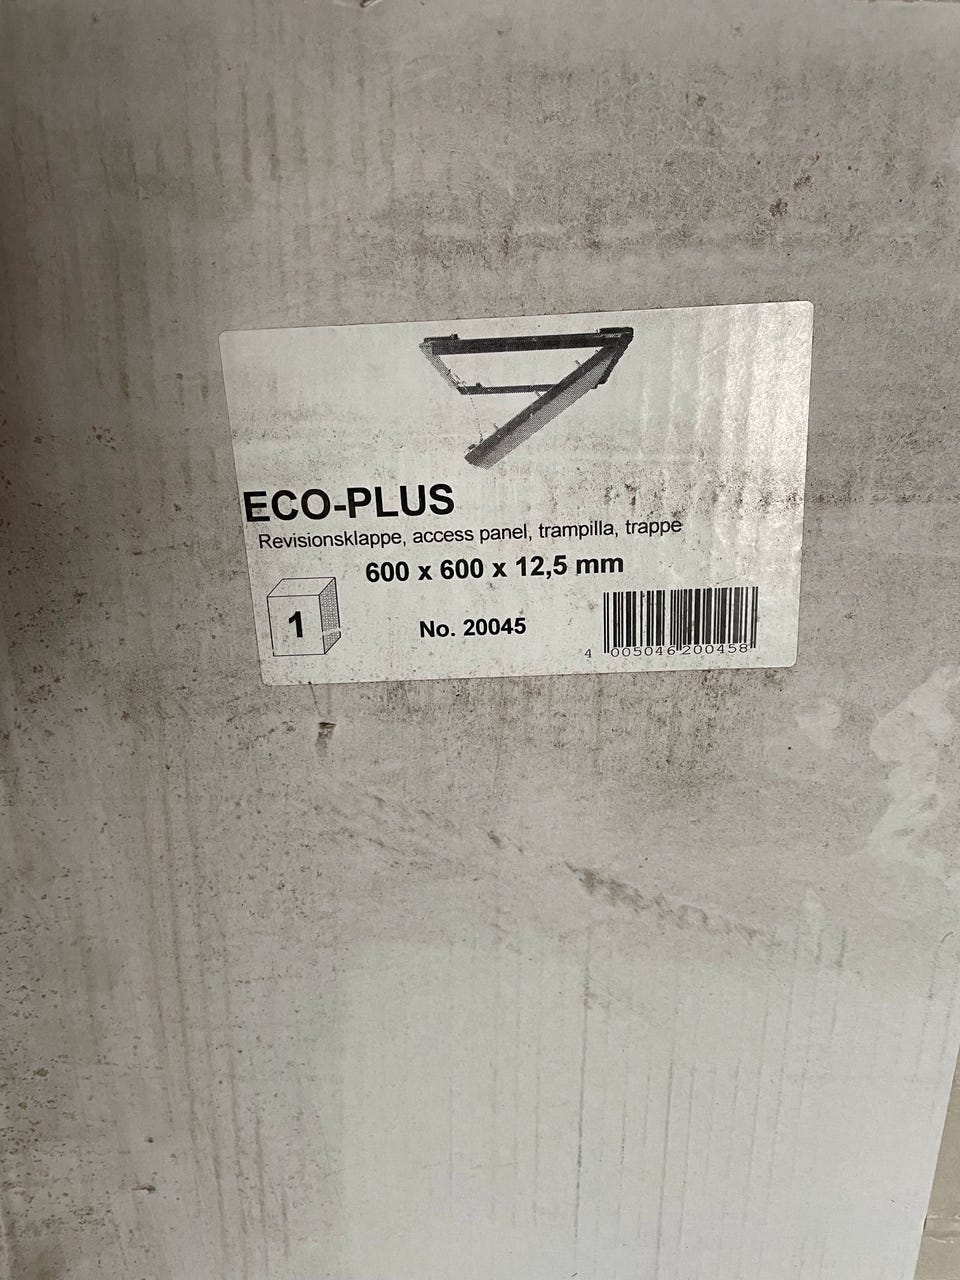 ECO-PLUS
Revisionsklappe, access panel, trampilla, trappe
600 x 600 x 12,5 mm
1
No. 20045
4 005046 200458